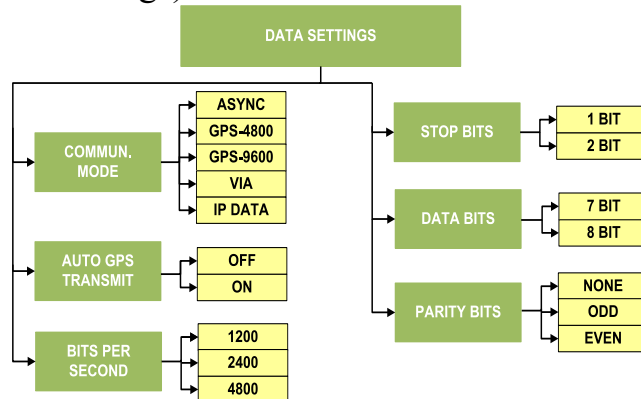 DATA SETTINGS
COMMUN.
MODE
ASYNC
GPS-4800
GPS-9600
VIA
IP DATA
AUTO GPS
TRANSMIT
OFF
ON
BITS PER
SECOND
1200
2400
4800
STOP BITS
1 BIT
2 BIT
DATA BITS
7 BIT
8 BIT
PARITY BITS
NONE
ODD
EVEN